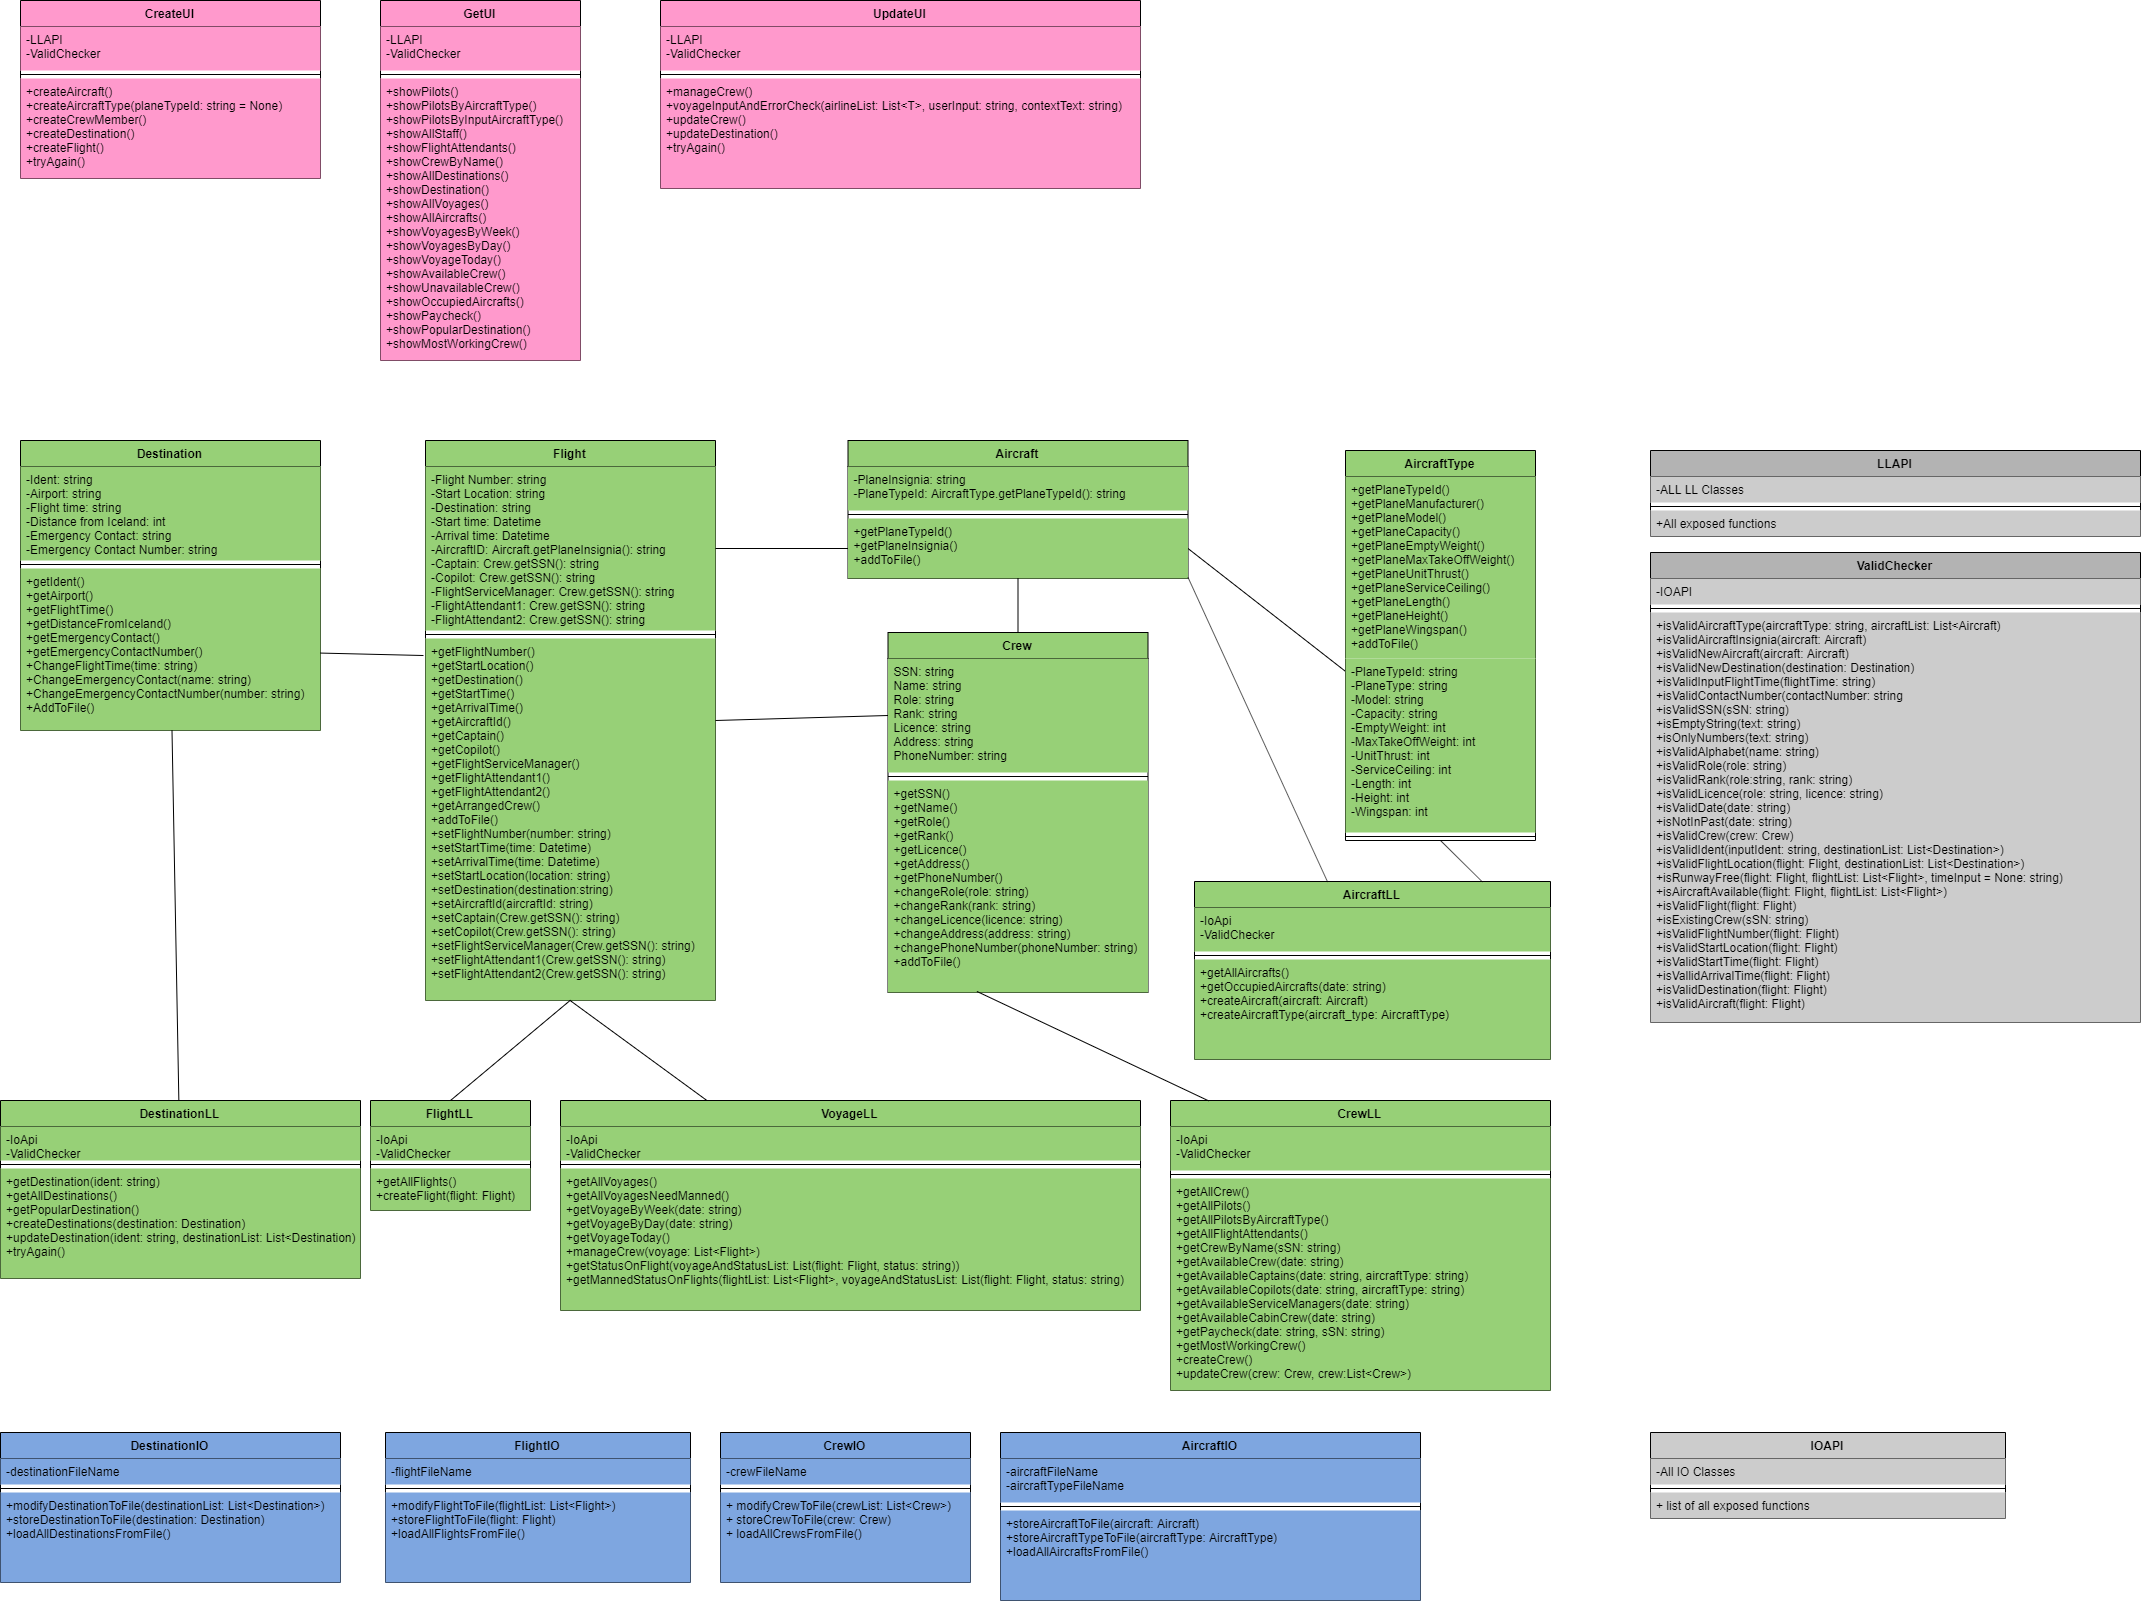 CreateUI
-LLAPI
-ValidChecker
+createAircraft()
+createAircraftType(planeTypeId: string = None)
+createCrewMember()
+createDestination()
+createFlight()
+tryAgain()
GetUI
-LLAPI
-ValidChecker
+showPilots()
+showPilotsByAircraftType()
+showPilotsByInputAircraftType()
+showAllStaff()
+showFlightAttendants()
+showCrewByName()
+showAllDestinations()
+showDestination()
+showAllVoyages()
+showAllAircrafts()
+showVoyagesByWeek()
+showVoyagesByDay()
+showVoyageToday()
+showAvailableCrew()
+showUnavailableCrew()
+showOccupiedAircrafts()
+showPaycheck()
+showPopularDestination()
+showMostWorkingCrew()
UpdateUI
-LLAPI
-ValidChecker
+manageCrew()
+voyageInputAndErrorCheck(airlineList: List<T>, userInput: string, contextText: string)
+updateCrew()
+updateDestination()
+tryAgain()
Destination
-Ident: string
-Airport: string
-Flight time: string
-Distance from Iceland: int
-Emergency Contact: string
-Emergency Contact Number: string
+getIdent()
+getAirport()
+getFlightTime()
+getDistanceFromIceland()
+getEmergencyContact()
+getEmergencyContactNumber()
+ChangeFlightTime(time: string)
+ChangeEmergencyContact(name: string)
+ChangeEmergencyContactNumber(number: string)
+AddToFile()
Flight
-Flight Number: string
-Start Location: string
-Destination: string
-Start time: Datetime
-Arrival time: Datetime
-AircraftID: Aircraft.getPlaneInsignia(): string
-Captain: Crew.getSSN(): string
-Copilot: Crew.getSSN(): string
-FlightServiceManager: Crew.getSSN(): string
-FlightAttendant1: Crew.getSSN(): string
-FlightAttendant2: Crew.getSSN(): string
+getFlightNumber()
+getStartLocation()
+getDestination()
+getStartTime()
+getArrivalTime()
+getAircraftId()
+getCaptain()
+getCopilot()
+getFlightServiceManager()
+getFlightAttendant1()
+getFlightAttendant2()
+getArrangedCrew()
+addToFile()
+setFlightNumber(number: string)
+setStartTime(time: Datetime)
+setArrivalTime(time: Datetime)
+setStartLocation(location: string)
+setDestination(destination:string)
+setAircraftId(aircraftId: string)
+setCaptain(Crew.getSSN(): string)
+setCopilot(Crew.getSSN(): string)
+setFlightServiceManager(Crew.getSSN(): string)
+setFlightAttendant1(Crew.getSSN(): string)
+setFlightAttendant2(Crew.getSSN(): string)
Aircraft
-PlaneInsignia: string
-PlaneTypeId: AircraftType.getPlaneTypeId(): string
+getPlaneTypeId()
+getPlaneInsignia()
+addToFile()
Crew
SSN: string
Name: string
Role: string
Rank: string
Licence: string
Address: string
PhoneNumber: string
+getSSN()
+getName()
+getRole()
+getRank()
+getLicence()
+getAddress()
+getPhoneNumber()
+changeRole(role: string)
+changeRank(rank: string)
+changeLicence(licence: string)
+changeAddress(address: string)
+changePhoneNumber(phoneNumber: string)
+addToFile()
AircraftType
+getPlaneTypeId()
+getPlaneManufacturer()
+getPlaneModel()
+getPlaneCapacity()
+getPlaneEmptyWeight()
+getPlaneMaxTakeOffWeight()
+getPlaneUnitThrust()
+getPlaneServiceCeiling()
+getPlaneLength()
+getPlaneHeight()
+getPlaneWingspan()
+addToFile()
-PlaneTypeId: string
-PlaneType: string
-Model: string
-Capacity: string
-EmptyWeight: int
-MaxTakeOffWeight: int
-UnitThrust: int
-ServiceCeiling: int
-Length: int
-Height: int
-Wingspan: int
LLAPI
-ALL LL Classes
+All exposed functions
ValidChecker
-IOAPI
+isValidAircraftType(aircraftType: string, aircraftList: List<Aircraft)
+isValidAircraftInsignia(aircraft: Aircraft)
+isValidNewAircraft(aircraft: Aircraft)
+isValidNewDestination(destination: Destination)
+isValidInputFlightTime(flightTime: string)
+isValidContactNumber(contactNumber: string
+isValidSSN(sSN: string)
+isEmptyString(text: string)
+isOnlyNumbers(text: string)
+isValidAlphabet(name: string)
+isValidRole(role: string)
+isValidRank(role:string, rank: string)
+isValidLicence(role: string, licence: string)
+isValidDate(date: string)
+isNotInPast(date: string)
+isValidCrew(crew: Crew)
+isValidIdent(inputIdent: string, destinationList: List<Destination>)
+isValidFlightLocation(flight: Flight, destinationList: List<Destination>)
+isRunwayFree(flight: Flight, flightList: List<Flight>, timeInput = None: string)
+isAircraftAvailable(flight: Flight, flightList: List<Flight>)
+isValidFlight(flight: Flight)
+isExistingCrew(sSN: string)
+isValidFlightNumber(flight: Flight)
+isValidStartLocation(flight: Flight)
+isValidStartTime(flight: Flight)
+isVallidArrivalTime(flight: Flight)
+isValidDestination(flight: Flight)
+isValidAircraft(flight: Flight)
AircraftLL
-IoApi
-ValidChecker
+getAllAircrafts()
+getOccupiedAircrafts(date: string)
+createAircraft(aircraft: Aircraft)
+createAircraftType(aircraft_type: AircraftType)
DestinationLL
-IoApi
-ValidChecker
+getDestination(ident: string)
+getAllDestinations()
+getPopularDestination()
+createDestinations(destination: Destination)
+updateDestination(ident: string, destinationList: List<Destination)
+tryAgain()
FlightLL
-IoApi
-ValidChecker
+getAllFlights()
+createFlight(flight: Flight)
VoyageLL
-IoApi
-ValidChecker
+getAllVoyages()
+getAllVoyagesNeedManned()
+getVoyageByWeek(date: string)
+getVoyageByDay(date: string)
+getVoyageToday()
+manageCrew(voyage: List<Flight>)
+getStatusOnFlight(voyageAndStatusList: List(flight: Flight, status: string))
+getMannedStatusOnFlights(flightList: List<Flight>, voyageAndStatusList: List(flight: Flight, status: string)
CrewLL
-IoApi
-ValidChecker
+getAllCrew()
+getAllPilots()
+getAllPilotsByAircraftType()
+getAllFlightAttendants()
+getCrewByName(sSN: string)
+getAvailableCrew(date: string)
+getAvailableCaptains(date: string, aircraftType: string)
+getAvailableCopilots(date: string, aircraftType: string)
+getAvailableServiceManagers(date: string)
+getAvailableCabinCrew(date: string)
+getPaycheck(date: string, sSN: string)
+getMostWorkingCrew()
+createCrew()
+updateCrew(crew: Crew, crew:List<Crew>)
DestinationIO
-destinationFileName
+modifyDestinationToFile(destinationList: List<Destination>)
+storeDestinationToFile(destination: Destination)
+loadAllDestinationsFromFile()
FlightIO
-flightFileName
+modifyFlightToFile(flightList: List<Flight>)
+storeFlightToFile(flight: Flight)
+loadAllFlightsFromFile()
CrewIO
-crewFileName
+ modifyCrewToFile(crewList: List<Crew>)
+ storeCrewToFile(crew: Crew)
+ loadAllCrewsFromFile()
AircraftIO
-aircraftFileName
-aircraftTypeFileName
+storeAircraftToFile(aircraft: Aircraft)
+storeAircraftTypeToFile(aircraftType: AircraftType)
+loadAllAircraftsFromFile()
IOAPI
-All IO Classes
+ list of all exposed functions